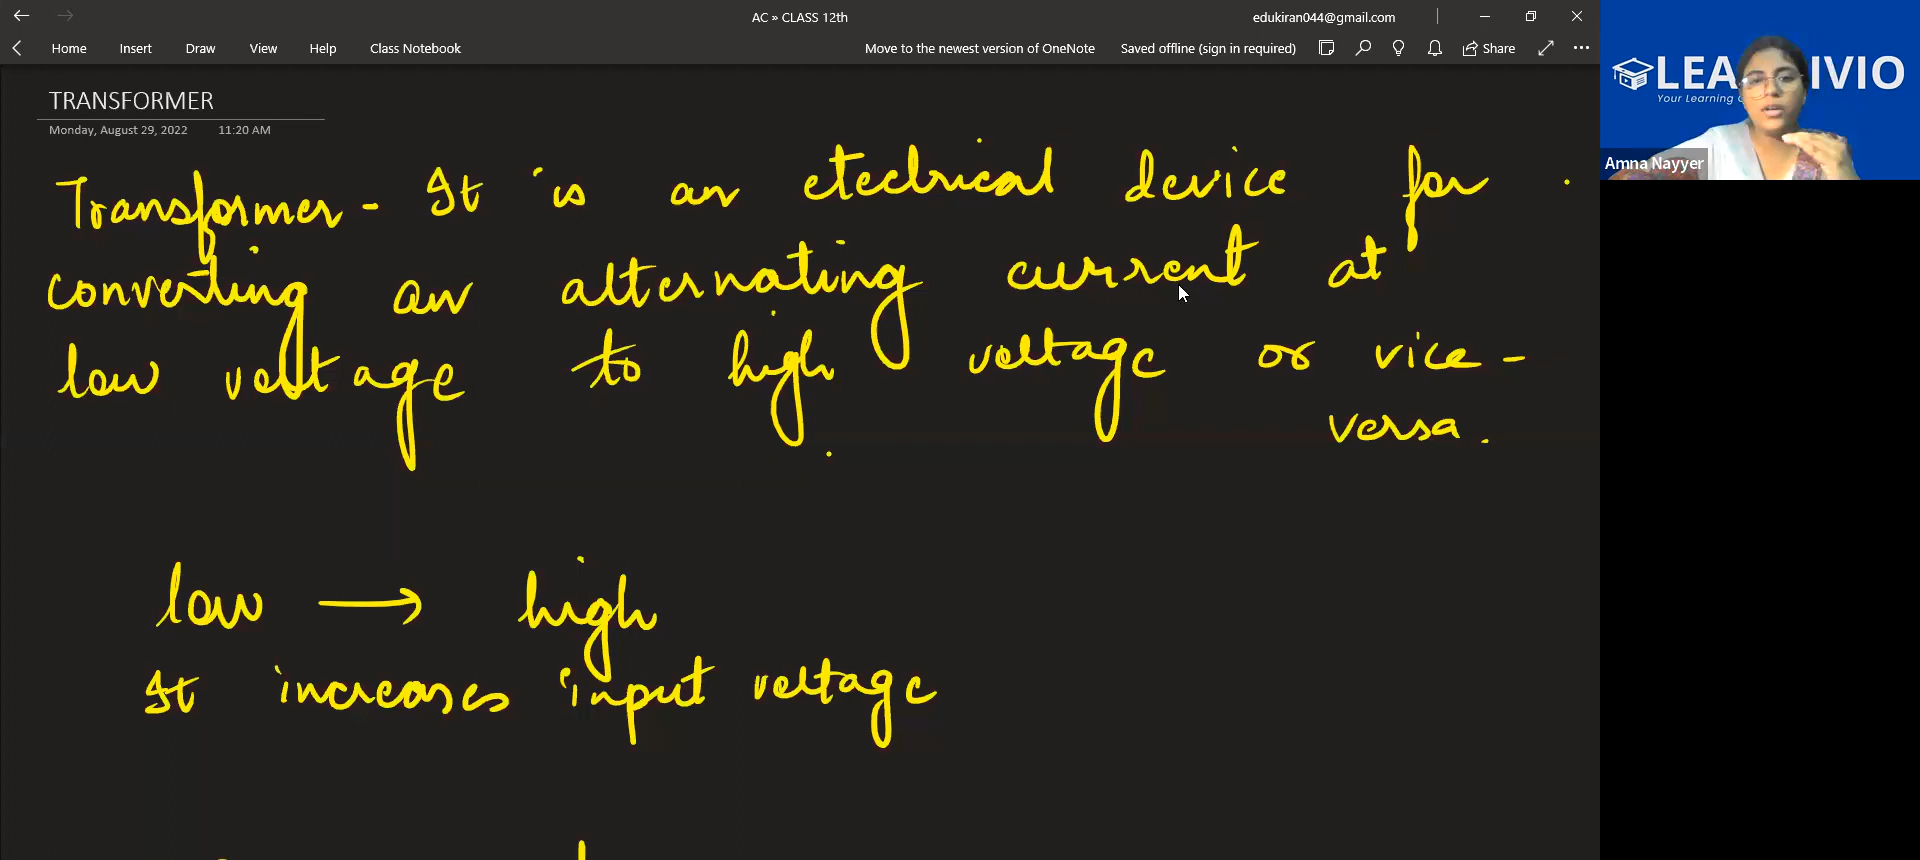 AC » CLASS 12th
edukiran044@gmail.com
Home Insert Draw View Help Class Notebook
Move to the newest version of OneNote Saved offline (sign in required) Share
TRANSFORMER
Monday, August 29, 2022 11:20 AM
Transformer - It is an electrical device for
converting an alternating current at
low voltage to high voltage or vice -
versa.
low → high
It increases input voltage
Your Learning
Amna Nayyer